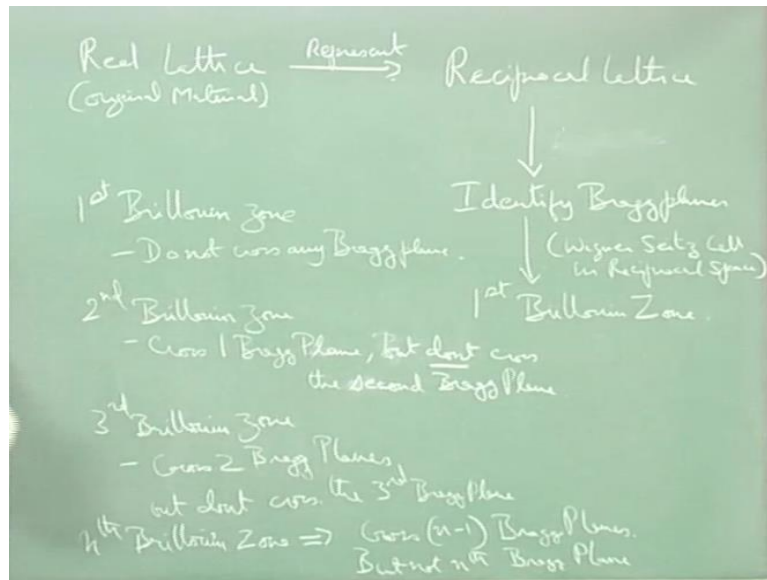 Real Lattice Represent Reciprocal Lattice
(original Material)
Identify Bragg planes
(Wigner Seitz Cell
in Reciprocal Space)
1st Brillouin Zone.
1st Brillouin Zone
- Do not cross any Bragg plane.
2nd Brillouin Zone
- Cross 1 Bragg Plane, but dont cross
the second Bragg Plane
3rd Brillouin Zone
- Cross 2 Bragg Planes,
but dont cross the 3rd Bragg Plane
nth Brillouin Zone ⇒ Cross (n-1) Bragg Planes.
But not nth Bragg Plane